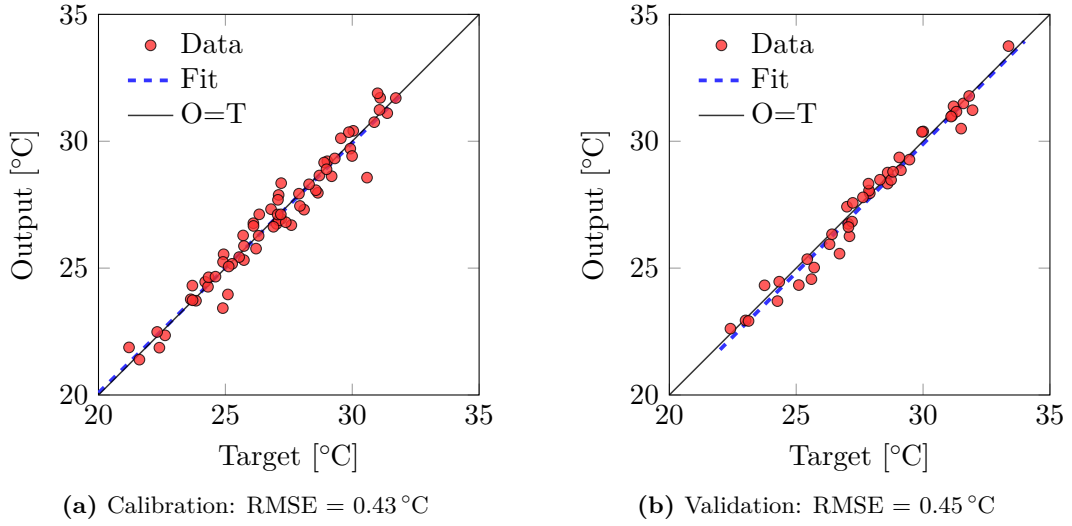 35
30
25
20
20
25
30
35
Output [°C]
Target [°C]
Data
Fit
O=T
(a) Calibration: RMSE = 0.43 °C
35
30
25
20
20
25
30
35
Output [°C]
Target [°C]
Data
Fit
O=T
(b) Validation: RMSE = 0.45 °C